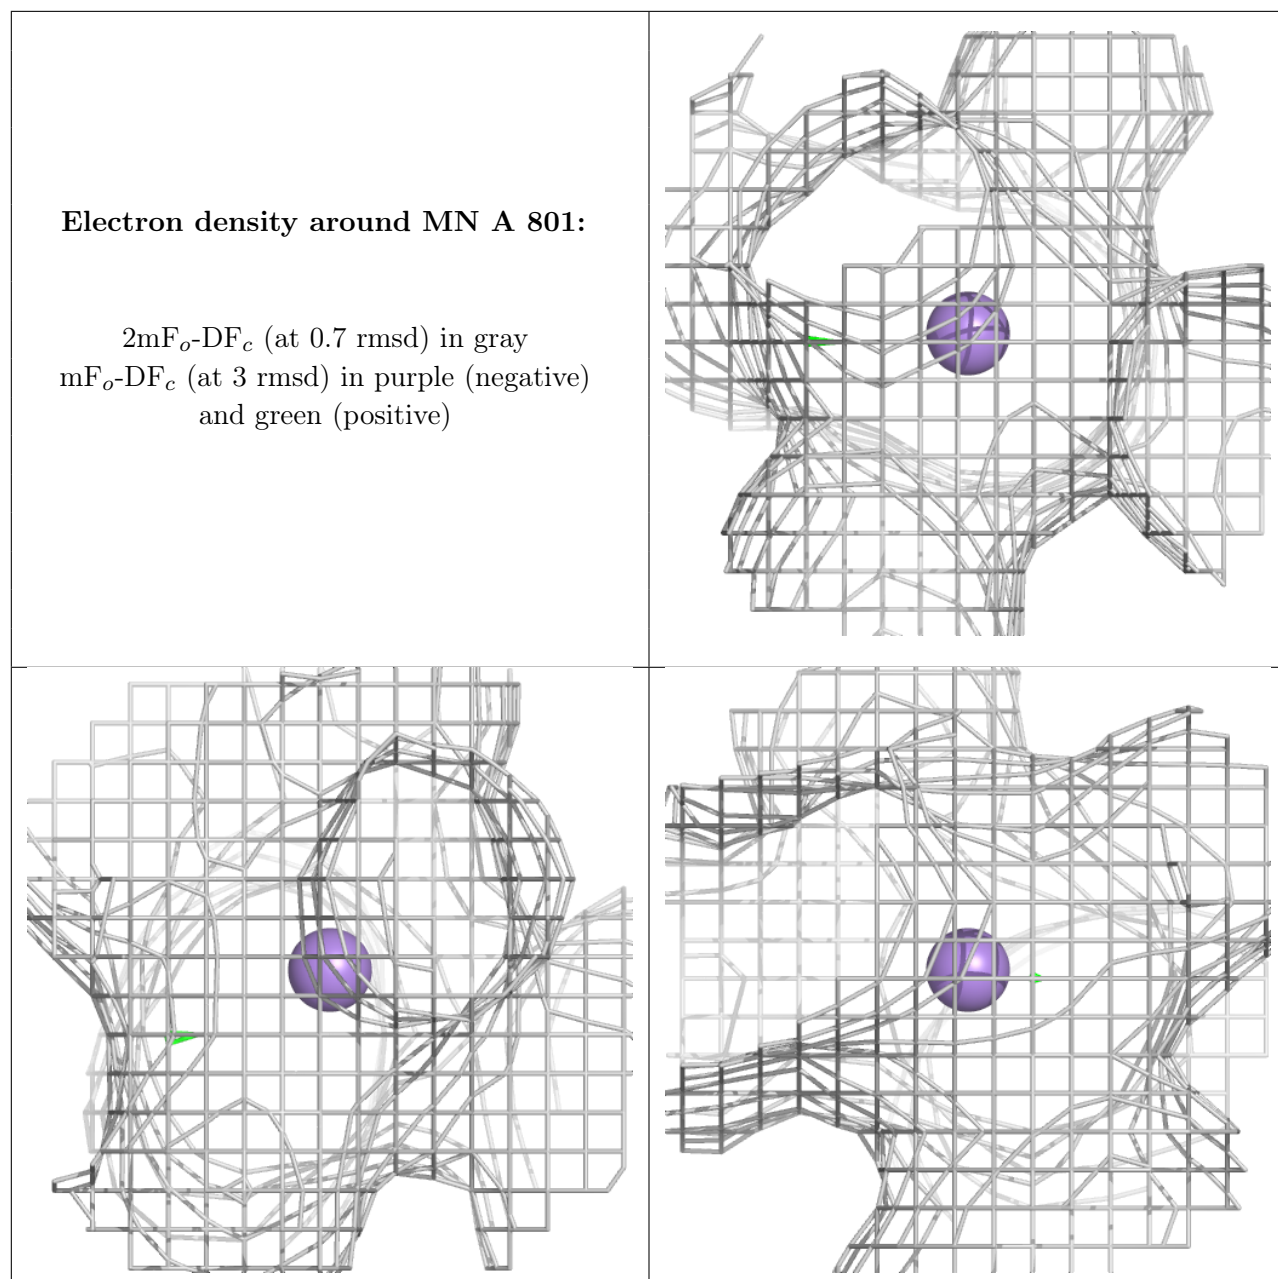 Electron density around MN A 801:
2mFo-DFc (at 0.7 rmsd) in gray
mFo-DFc (at 3 rmsd) in purple (negative)
and green (positive)